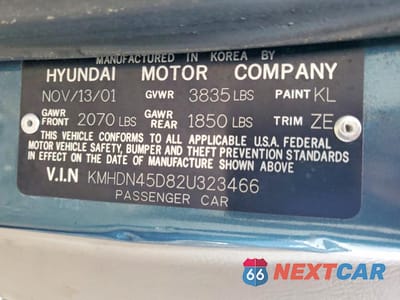 MANUFACTURED IN KOREA BY
HYUNDAI MOTOR COMPANY
NOV/13/01 GVWR 3835 LBS PAINT KL
GAWR FRONT 2070 LBS GAWR REAR 1850 LBS TRIM ZE
THIS VEHICLE CONFORMS TO ALL APPLICABLE U.S.A. FEDERAL
MOTOR VEHICLE SAFETY, BUMPER AND THEFT PREVENTION STANDARDS
IN EFFECT ON THE DATE OF MANUFACTURE SHOWN ABOVE
V.I.N KMHDN45D82U323466
PASSENGER CAR
66 NEXTCAR